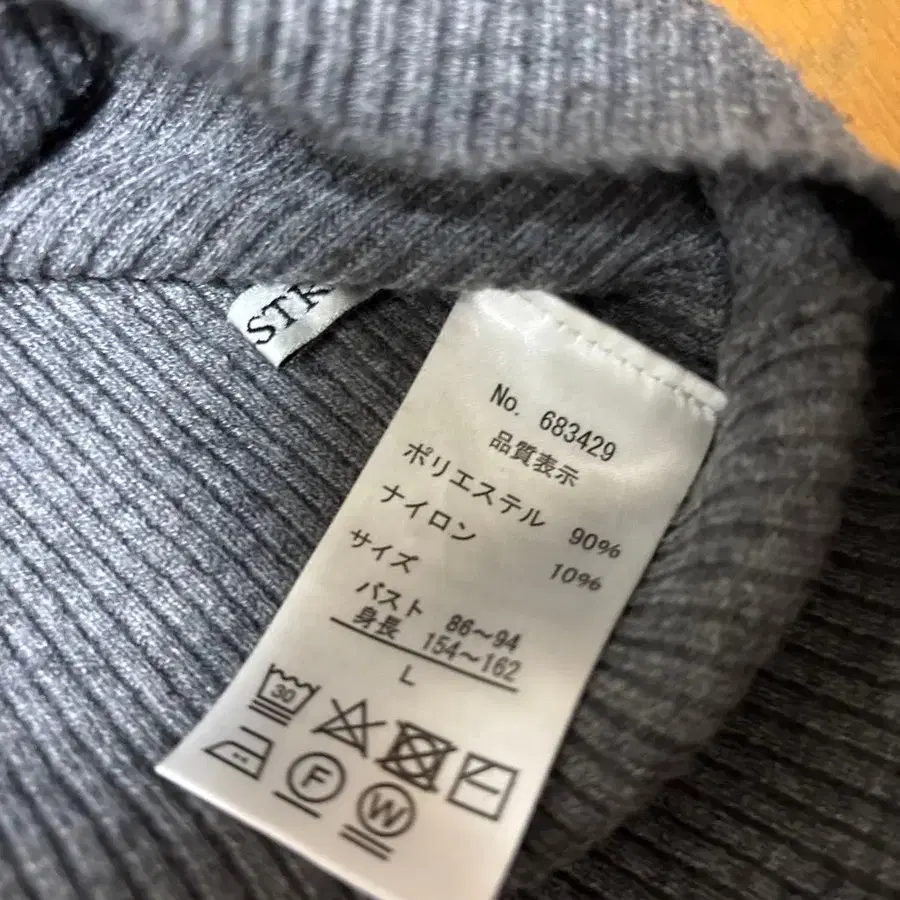 STR
No. 683429
品質表示
ポリエステル 90%
ナイロン 10%
サイズ
バスト 86～94
身長 154～162
L
30
F
W